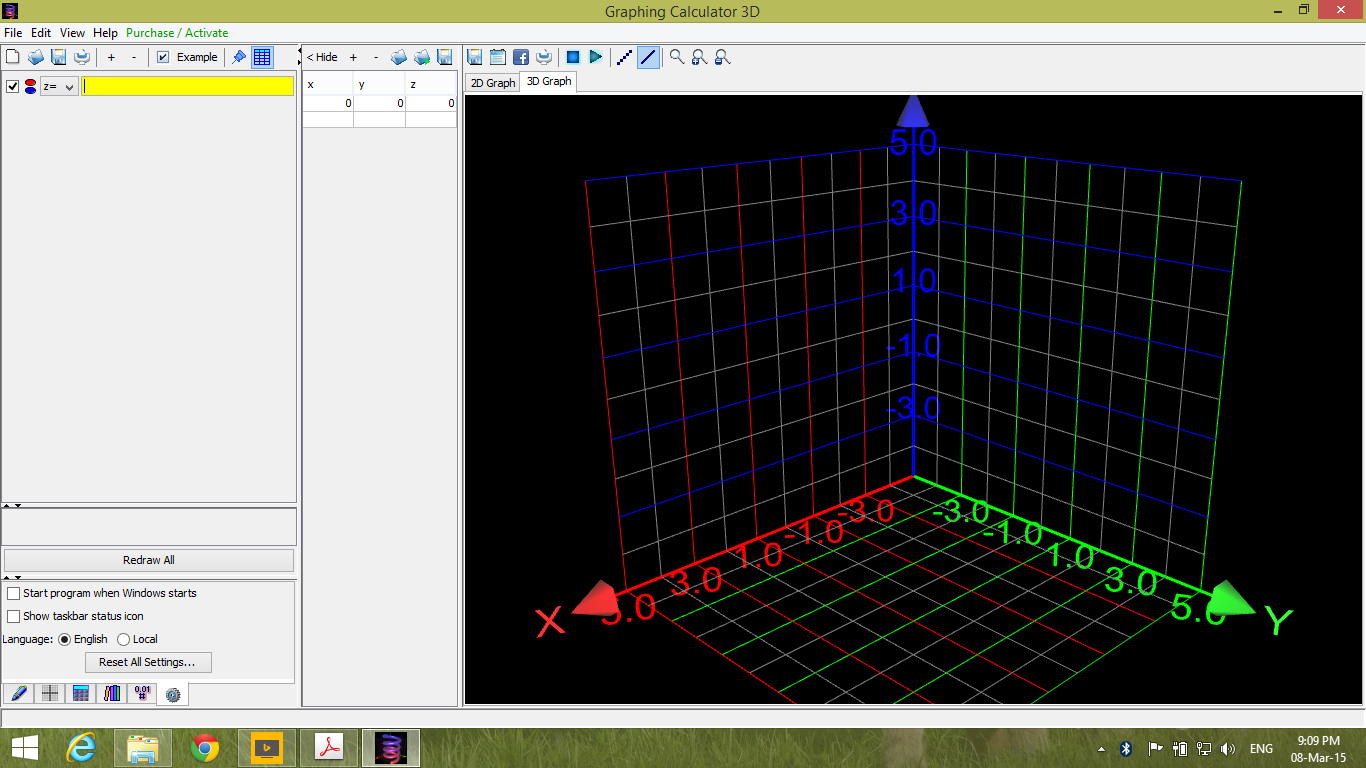 Graphing Calculator 3D
File Edit View Help Purchase / Activate
+ - Example
< Hide + -
2D Graph 3D Graph
z=
x y z
0 0 0
5.0
3.0
1.0
-1.0
-3.0
-3.0 -3.0
-1.0 -1.0
1.0 1.0
3.0 3.0
5.0 5.0
X Y
Redraw All
Start program when Windows starts
Show taskbar status icon
Language: English Local
Reset All Settings...
0.01
#
ENG
9:09 PM
08-Mar-15